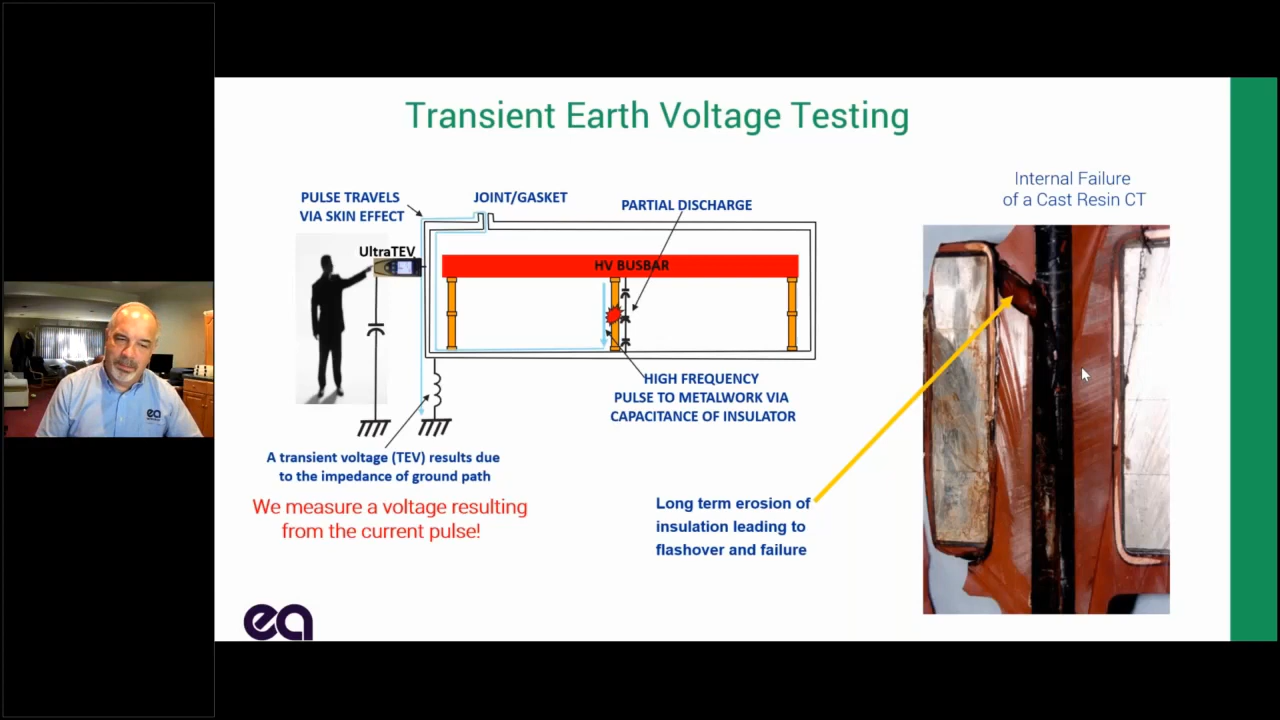 Transient Earth Voltage Testing
Internal Failure
of a Cast Resin CT
PULSE TRAVELS
VIA SKIN EFFECT
JOINT/GASKET
PARTIAL DISCHARGE
UltraTEV
HV BUSBAR
HIGH FREQUENCY
PULSE TO METALWORK VIA
CAPACITANCE OF INSULATOR
A transient voltage (TEV) results due
to the impedance of ground path
We measure a voltage resulting
from the current pulse!
Long term erosion of
insulation leading to
flashover and failure
ea
ea